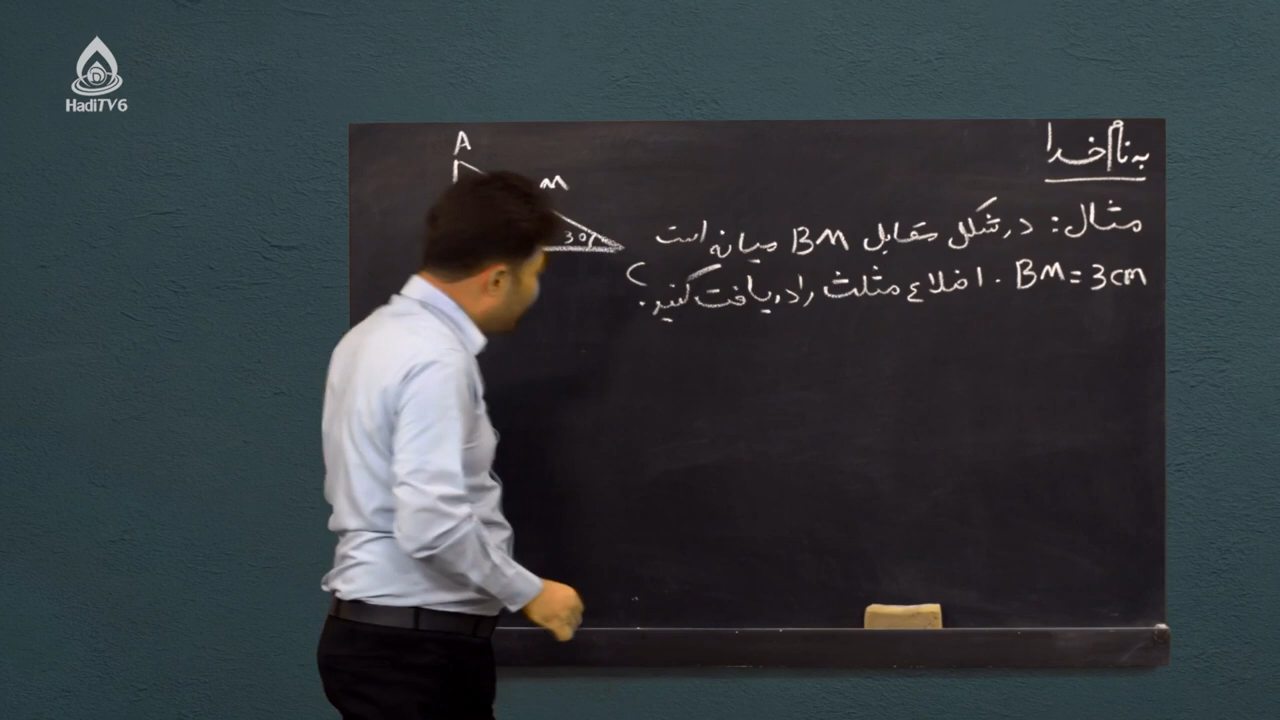 HadiTV6
به نام خدا
مثال: در شکل مقابل BM میانه است
BM = 3cm . اضلاع مثلث را دریافت کنید؟
A
M
30°